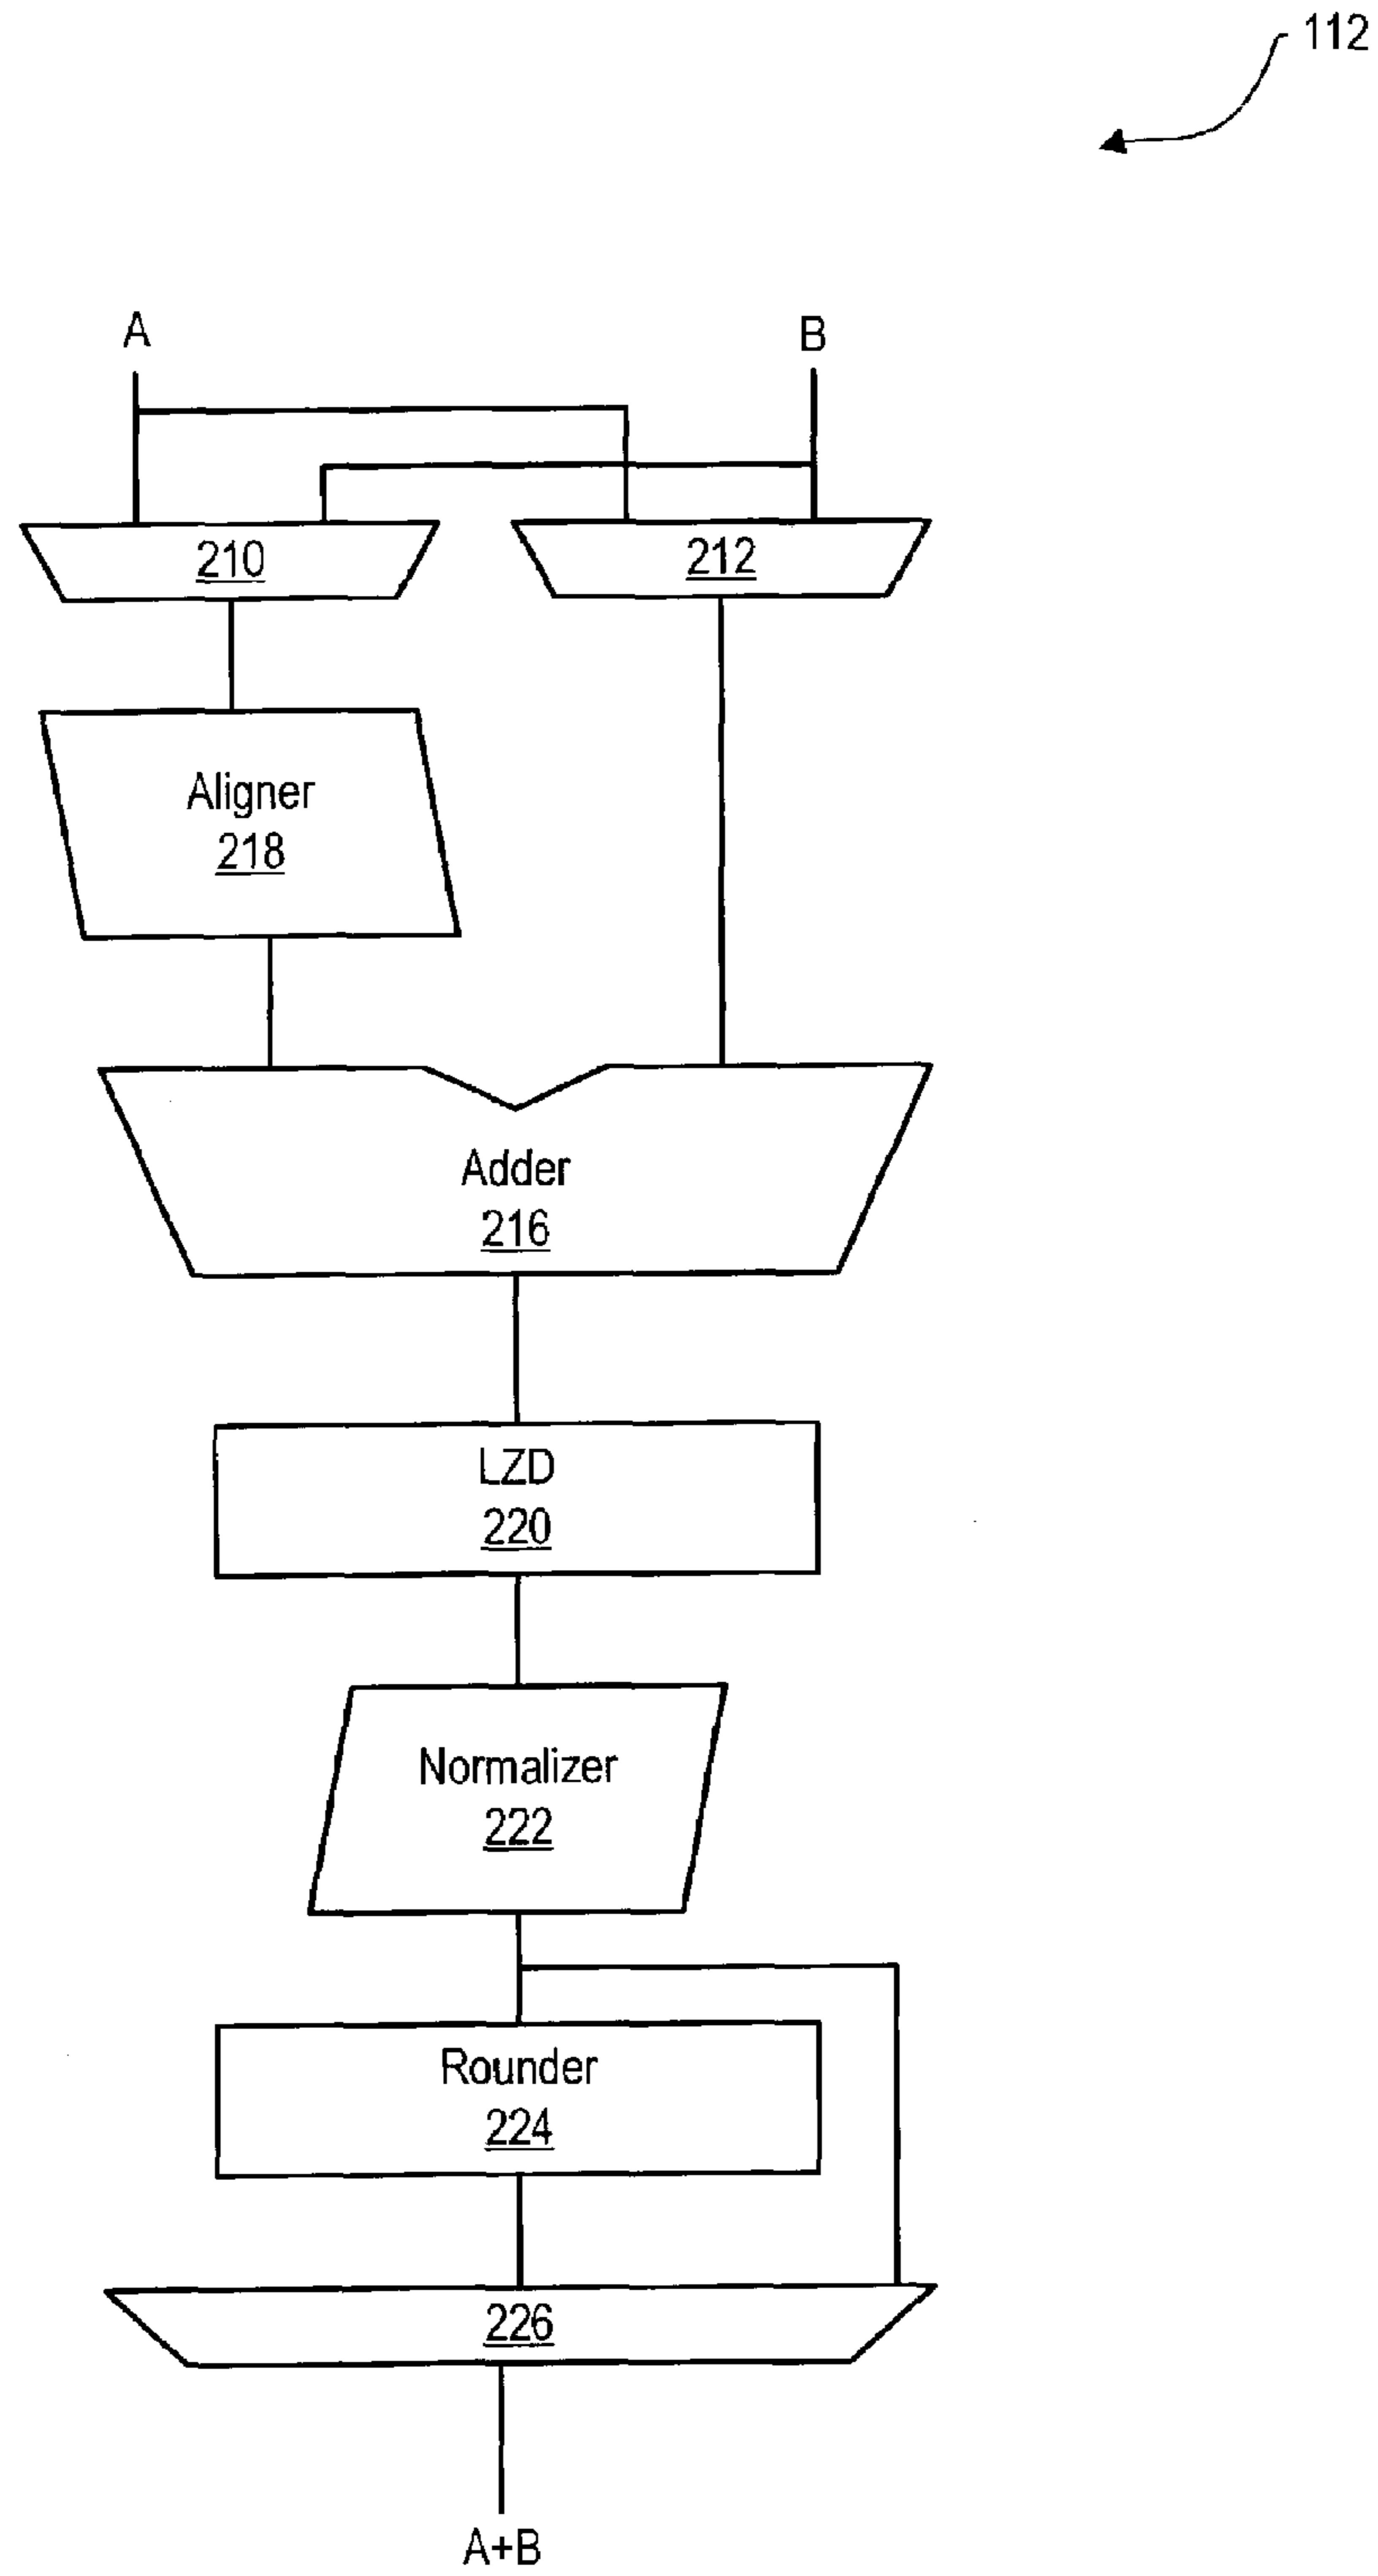 112
A
B
210
212
Aligner
218
Adder
216
LZD
220
Normalizer
222
Rounder
224
226
A+B